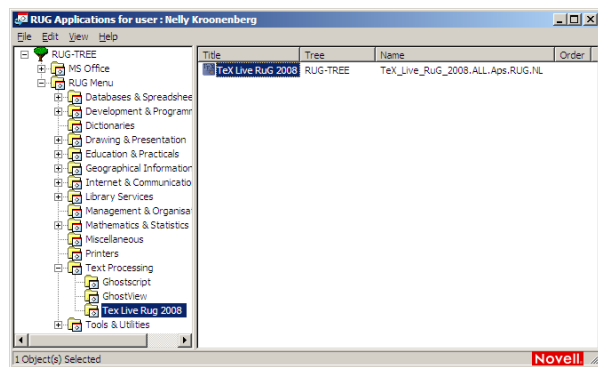 RUG Applications for user : Nelly Kroonenberg
File Edit View Help
RUG-TREE
MS Office
RUG Menu
Databases & Spreadshee
Development & Programr
Dictionaries
Drawing & Presentation
Education & Practicals
Geographical Information
Internet & Communicatio
Library Services
Management & Organisa
Mathematics & Statistics
Miscellaneous
Printers
Text Processing
Ghostscript
GhostView
Tex Live Rug 2008
Tools & Utilities
Title Tree Name Order
TeX Live RuG 2008 RUG-TREE TeX_Live_RuG_2008.ALL.Aps.RUG.NL
1 Object(s) Selected
Novell.